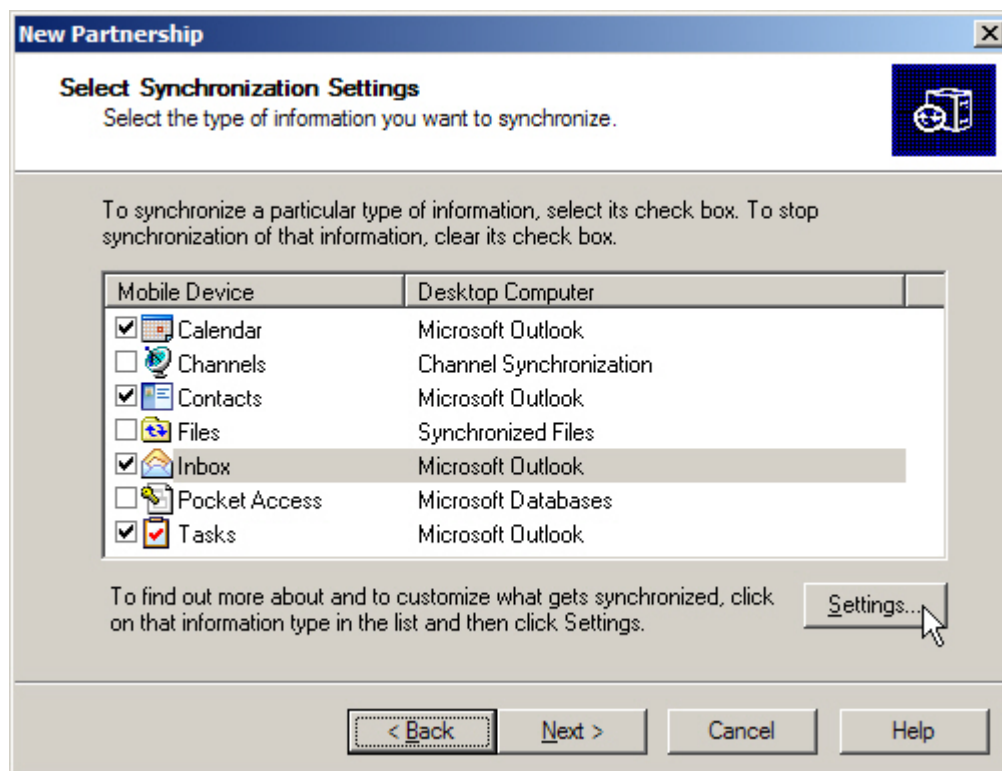 New Partnership
Select Synchronization Settings
Select the type of information you want to synchronize.
To synchronize a particular type of information, select its check box. To stop
synchronization of that information, clear its check box.
Mobile Device Desktop Computer
Calendar Microsoft Outlook
Channels Channel Synchronization
Contacts Microsoft Outlook
Files Synchronized Files
Inbox Microsoft Outlook
Pocket Access Microsoft Databases
Tasks Microsoft Outlook
To find out more about and to customize what gets synchronized, click
on that information type in the list and then click Settings.
Settings...
< Back Next > Cancel Help